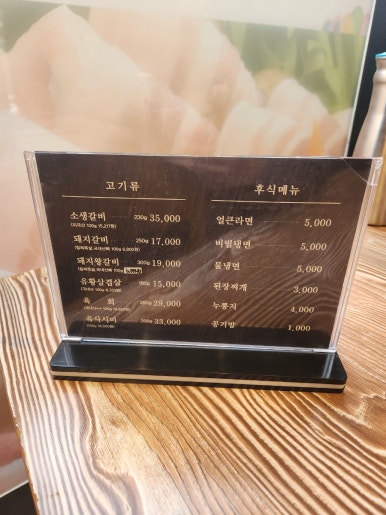 고기류
소생갈비 230g 35,000
돼지갈비 250g 17,000
돼지왕갈비 300g 19,000
유황삼겹살 180g 15,000
육 회 200g 29,000
육사시미 200g 33,000
후식메뉴
얼큰라면 5,000
비빔냉면 5,000
물냉면 5,000
된장찌개 3,000
누룽지 4,000
공기밥 1,000